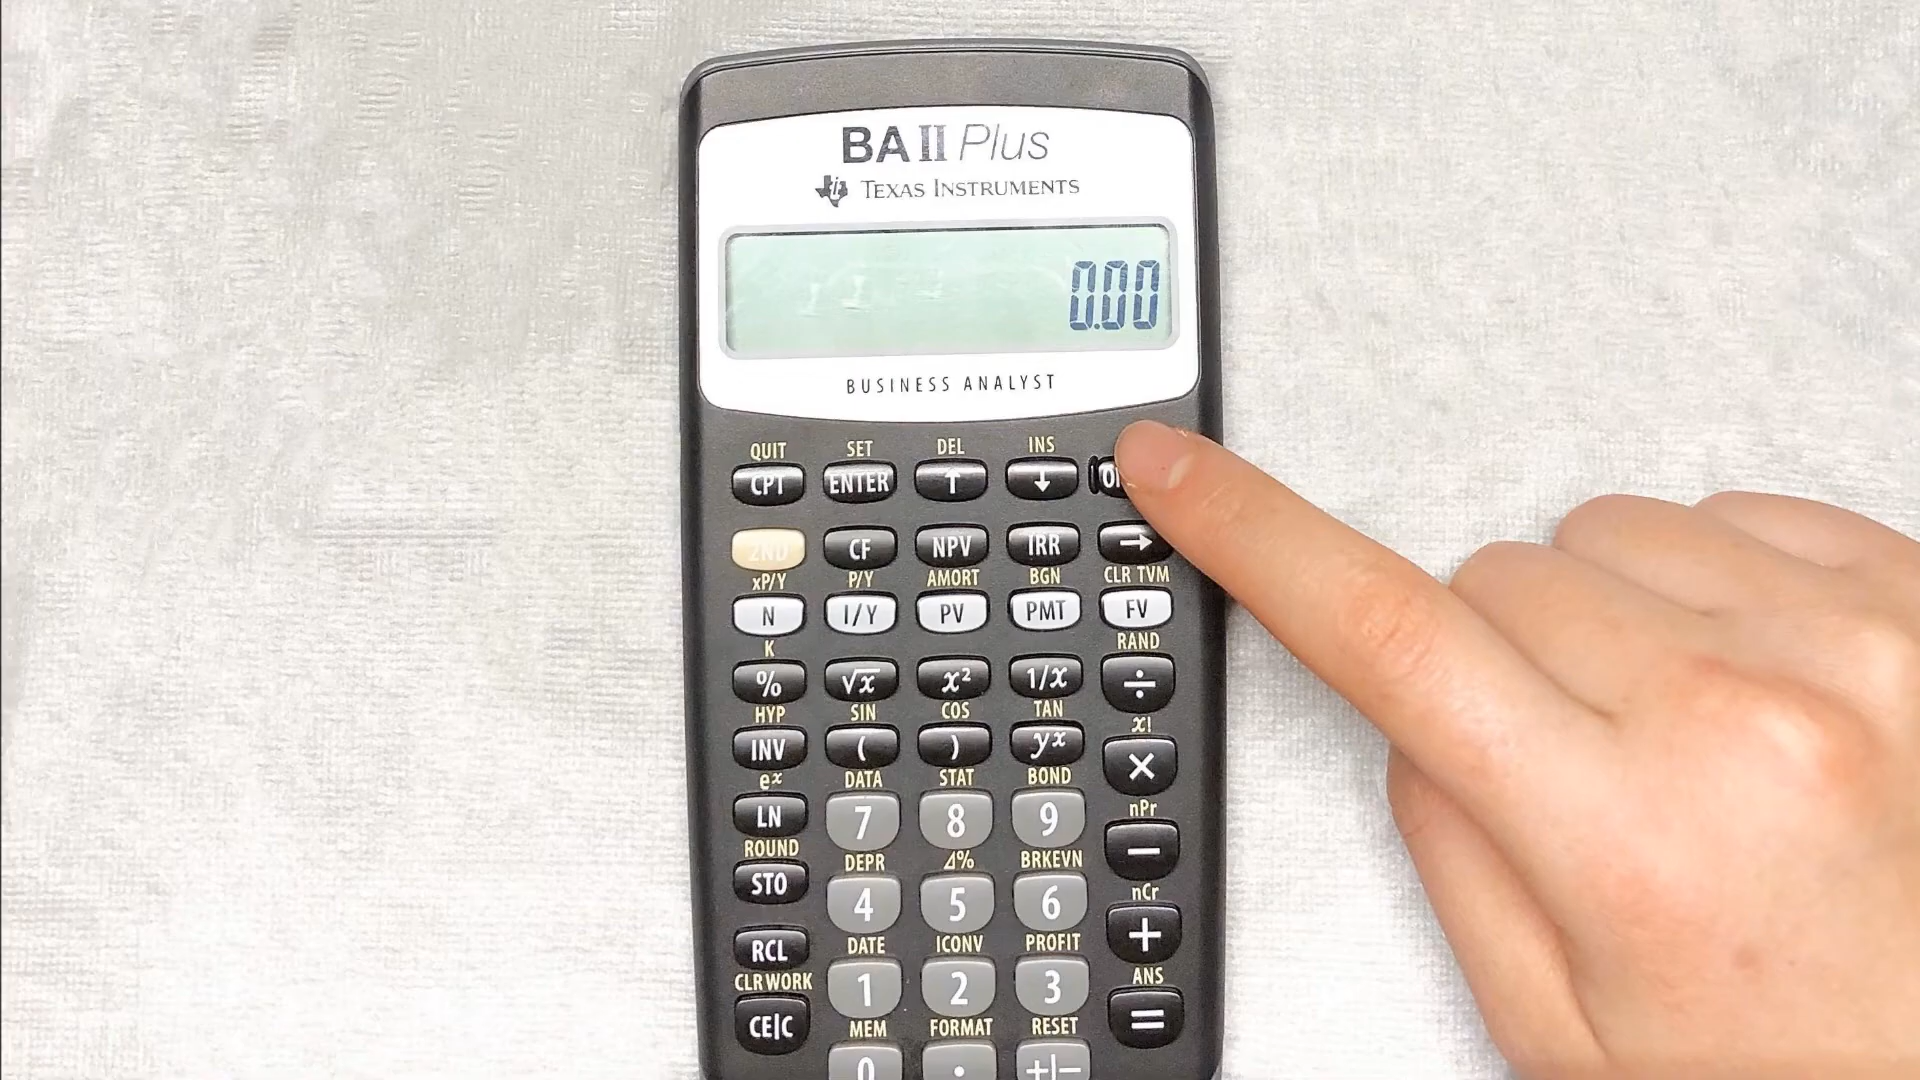 BA II Plus
TEXAS INSTRUMENTS
0.00
BUSINESS ANALYST
QUIT SET DEL INS
CPT ENTER ↑ ↓
2ND CF NPV IRR →
xP/Y P/Y AMORT BGN CLR TVM
N I/Y PV PMT FV
K RAND
% √x x² 1/x ÷
HYP SIN COS TAN x!
INV ( ) yˣ ×
eˣ DATA STAT BOND nPr
LN 7 8 9 −
ROUND DEPR Δ% BRKEVN nCr
STO 4 5 6 +
DATE ICONV PROFIT ANS
RCL 1 2 3 =
CLR WORK
CE|C
MEM FORMAT RESET
0 . +|−